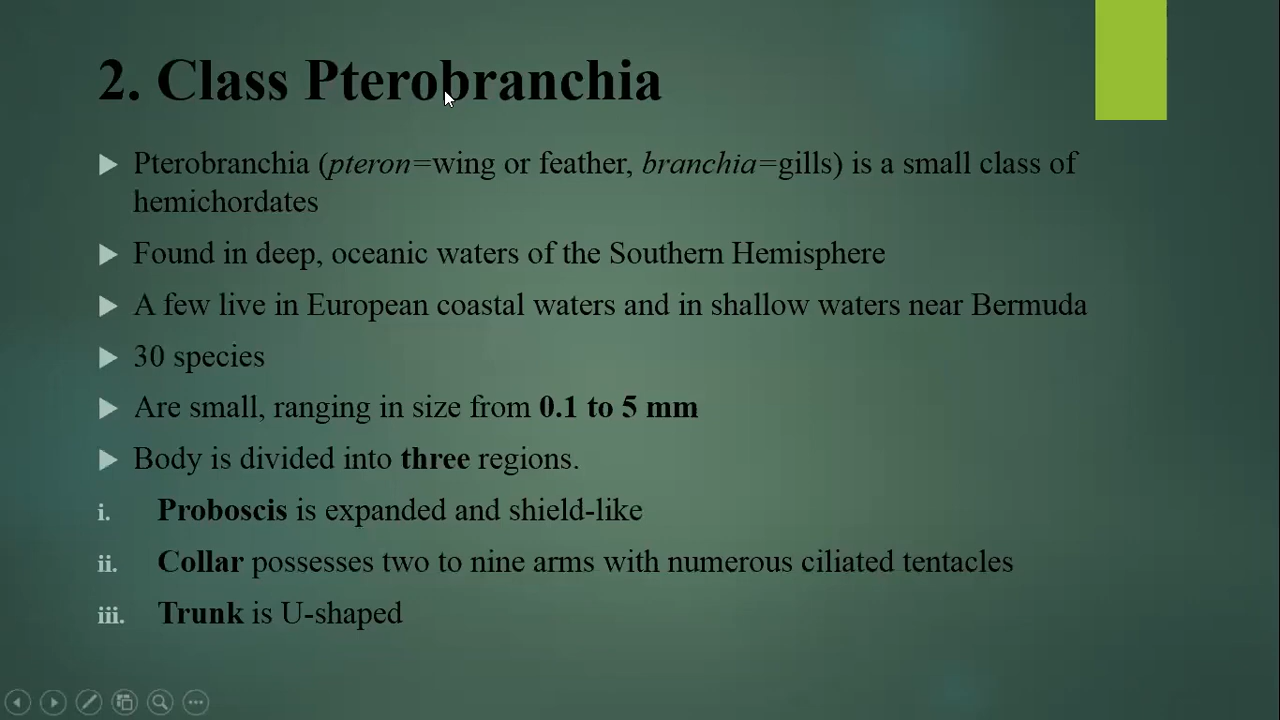 2. Class Pterobranchia
Pterobranchia (pteron=wing or feather, branchia=gills) is a small class of
hemichordates
Found in deep, oceanic waters of the Southern Hemisphere
A few live in European coastal waters and in shallow waters near Bermuda
30 species
Are small, ranging in size from 0.1 to 5 mm
Body is divided into three regions.
i. Proboscis is expanded and shield-like
ii. Collar possesses two to nine arms with numerous ciliated tentacles
iii. Trunk is U-shaped